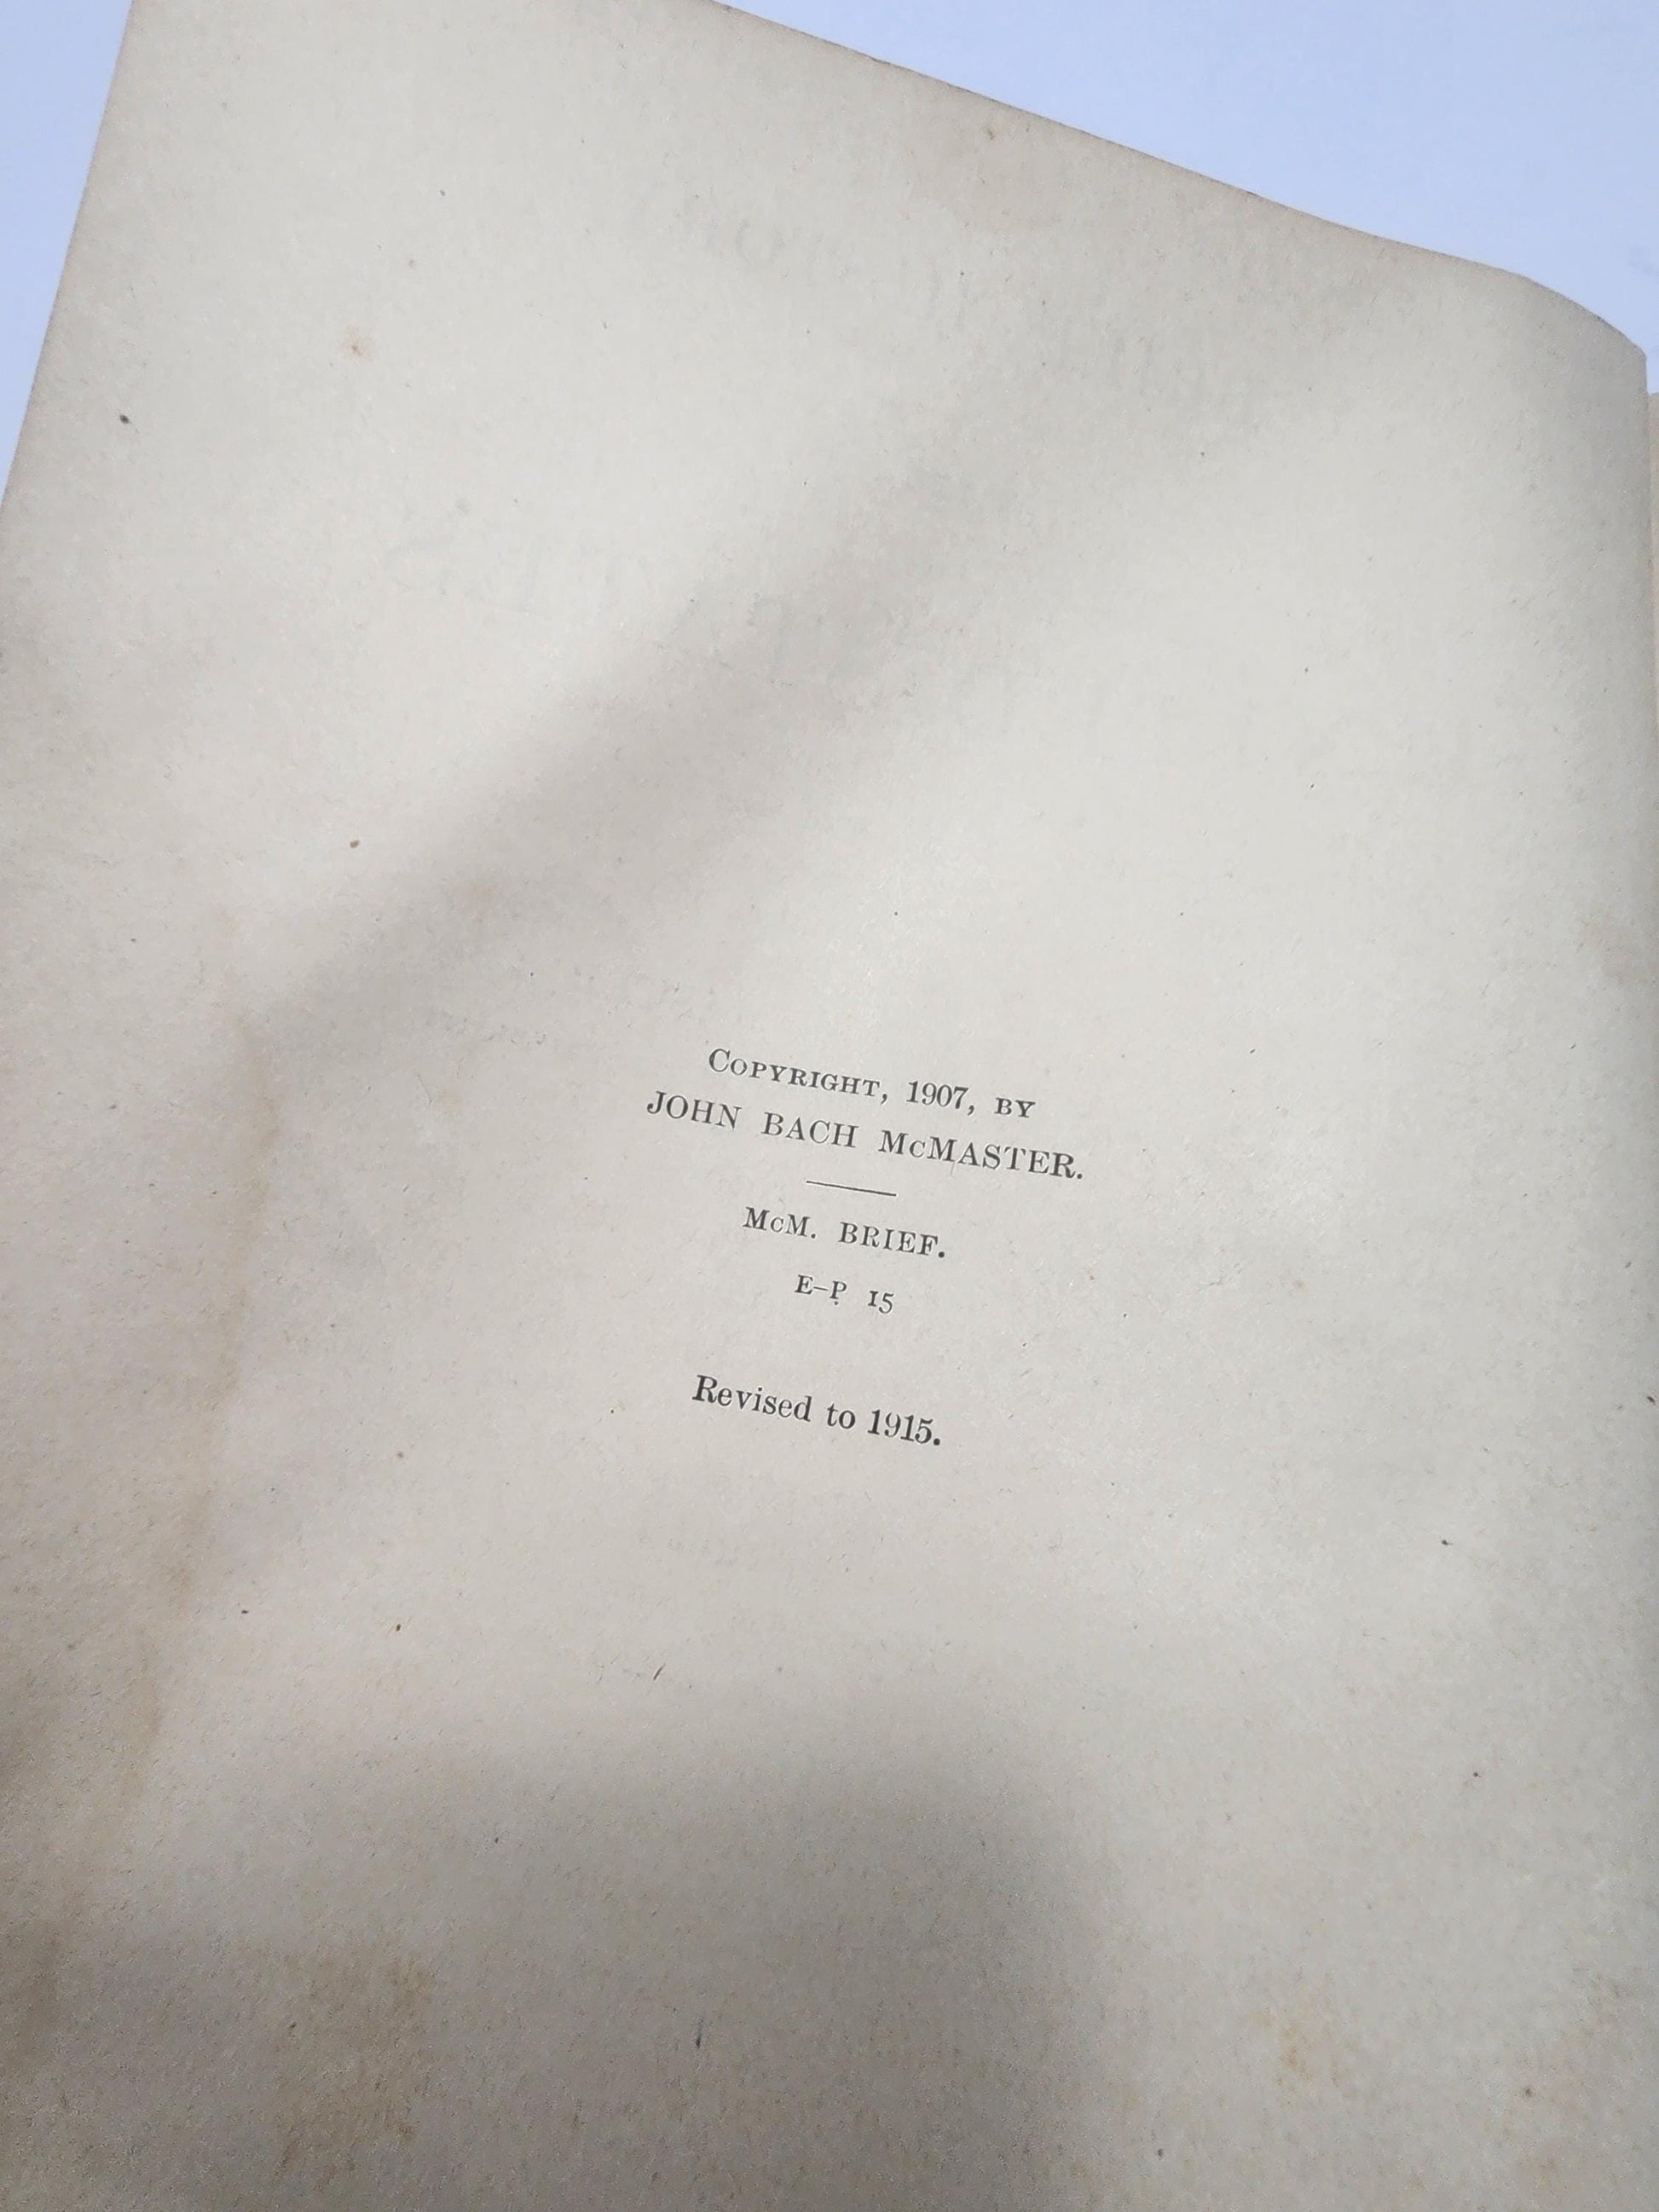 COPYRIGHT, 1907, BY
JOHN BACH McMASTER.
McM. BRIEF.
E–P 15
Revised to 1915.